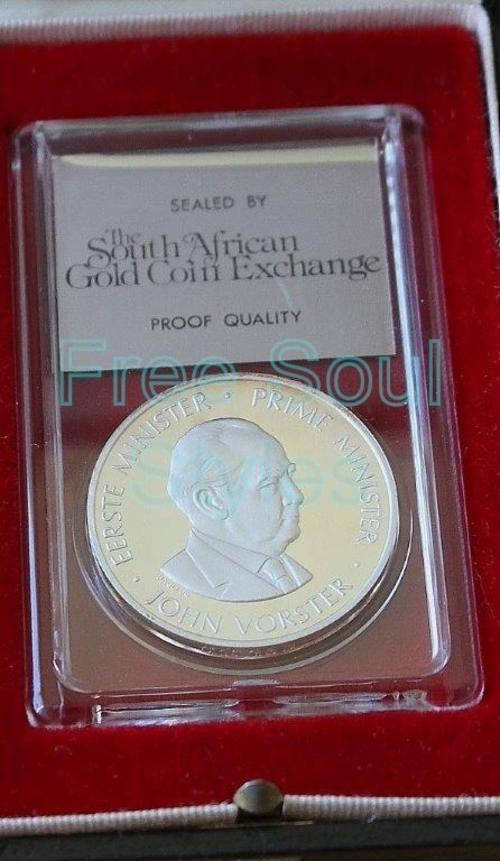 SEALED BY
The
South African
Gold Coin Exchange
PROOF QUALITY
Free Soul
Styles
EERSTE MINISTER · PRIME MINISTER
· JOHN VORSTER ·